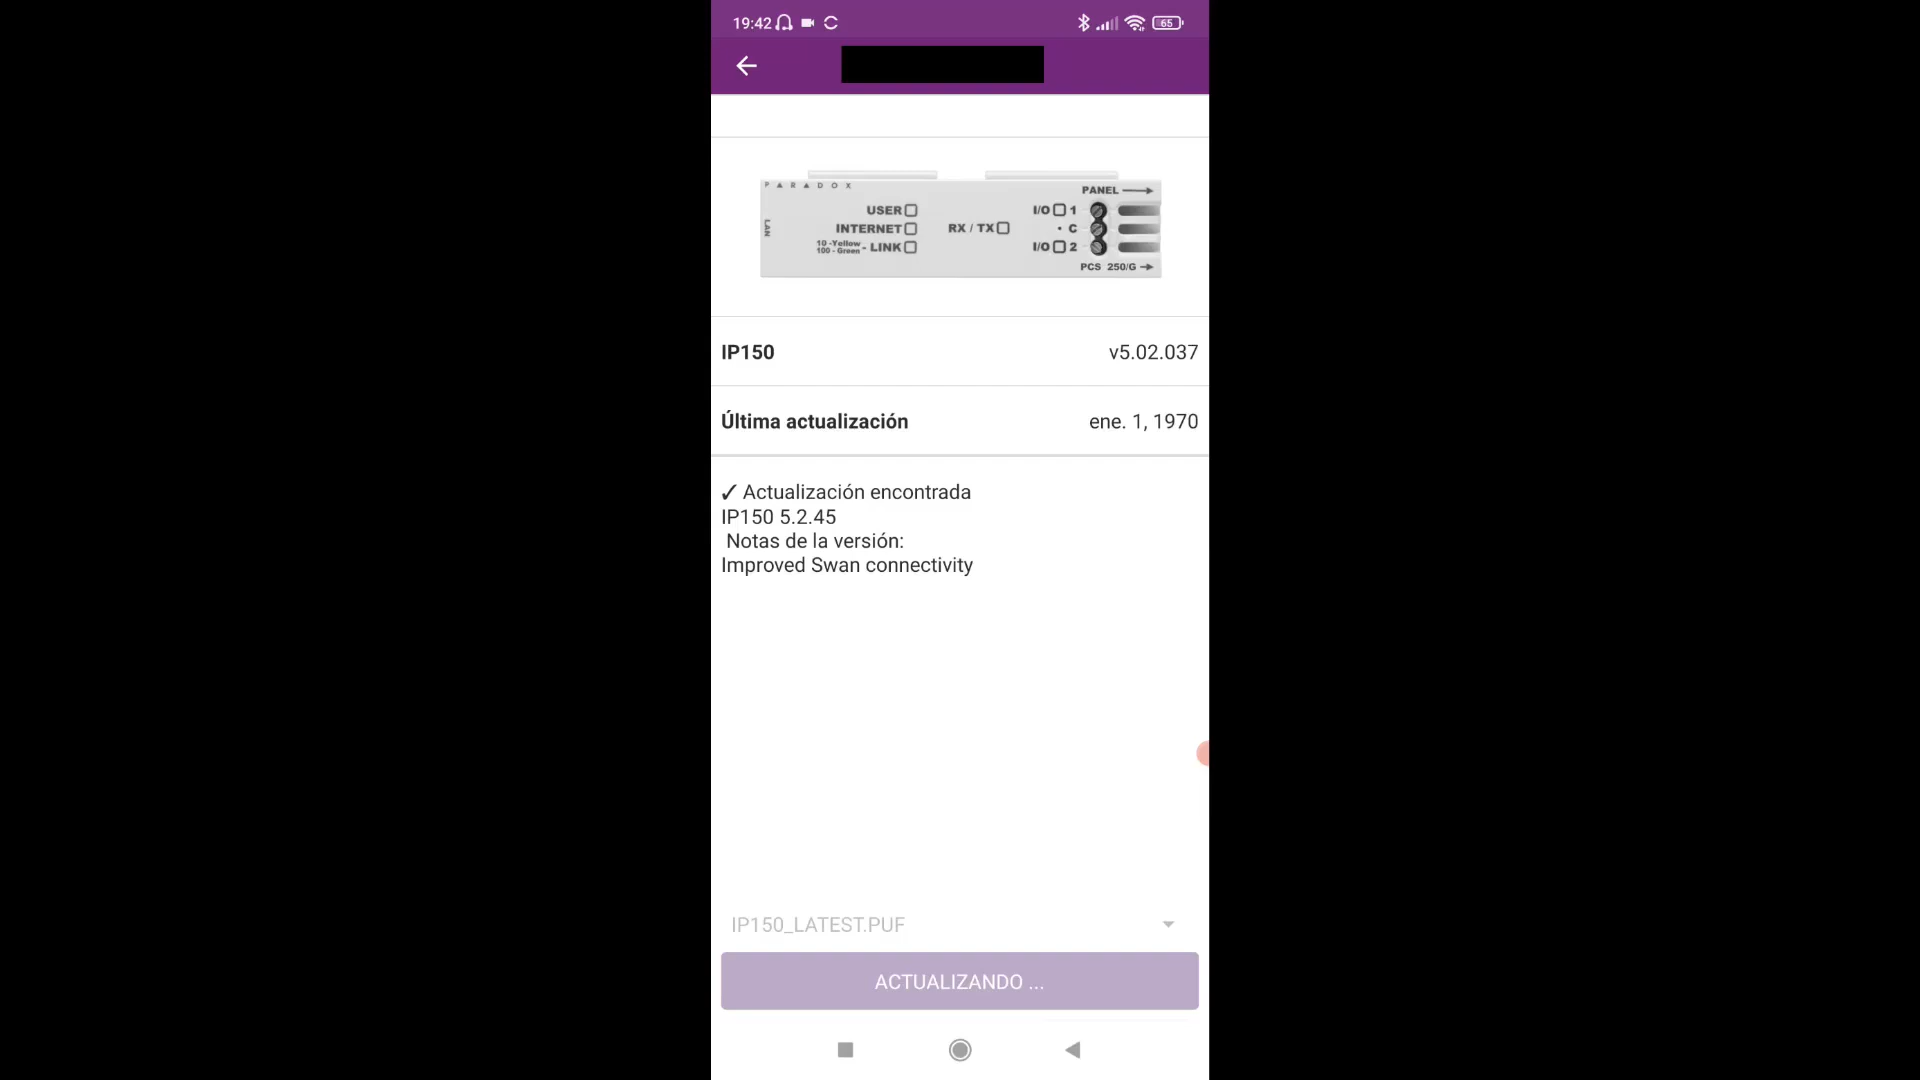 19:42
65
PARADOX
PANEL
USER
I/O 1
LAN
INTERNET
RX / TX
• C
10 -Yellow
100 - Green - LINK
I/O 2
PCS 250/G
IP150
v5.02.037
Última actualización
ene. 1, 1970
✓ Actualización encontrada
IP150 5.2.45
Notas de la versión:
Improved Swan connectivity
IP150_LATEST.PUF
ACTUALIZANDO ...